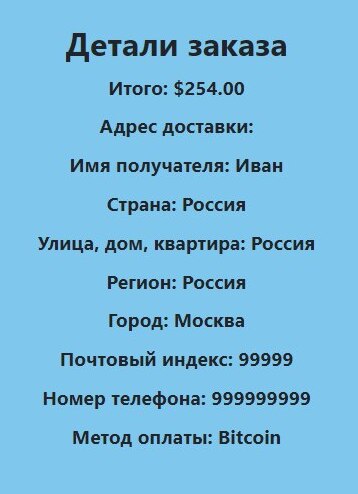 Детали заказа
Итого: $254.00
Адрес доставки:
Имя получателя: Иван
Страна: Россия
Улица, дом, квартира: Россия
Регион: Россия
Город: Москва
Почтовый индекс: 99999
Номер телефона: 999999999
Метод оплаты: Bitcoin